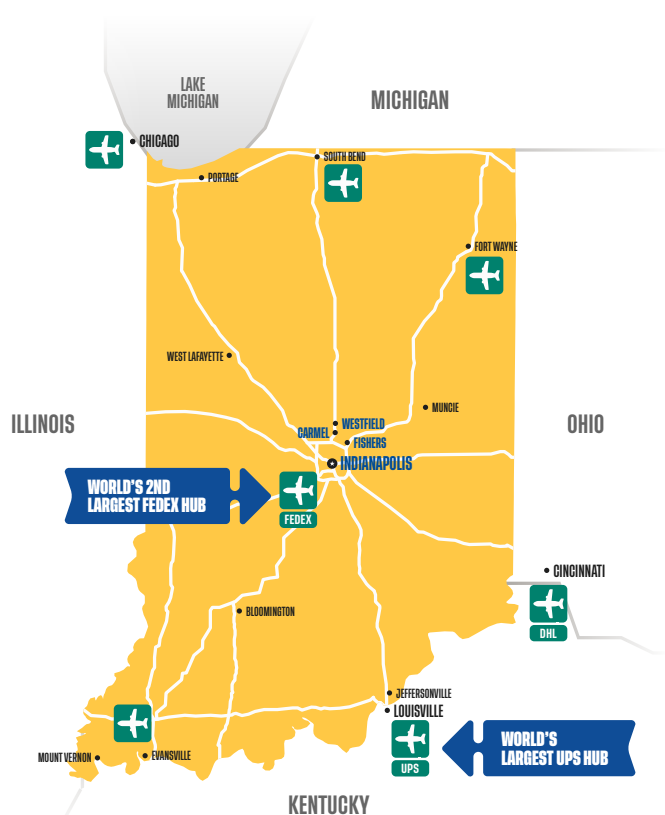 LAKE
MICHIGAN
MICHIGAN
CHICAGO
SOUTH BEND
PORTAGE
FORT WAYNE
WEST LAFAYETTE
MUNCIE
ILLINOIS
OHIO
WESTFIELD
CARMEL
FISHERS
INDIANAPOLIS
WORLD'S 2ND
LARGEST FEDEX HUB
FEDEX
CINCINNATI
DHL
BLOOMINGTON
JEFFERSONVILLE
LOUISVILLE
WORLD'S
LARGEST UPS HUB
UPS
MOUNT VERNON
EVANSVILLE
KENTUCKY